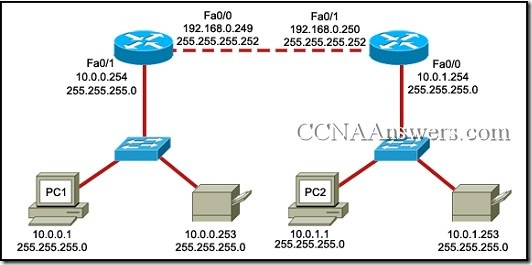 Fa0/0
192.168.0.249
255.255.255.252
Fa0/1
192.168.0.250
255.255.255.252
Fa0/1
10.0.0.254
255.255.255.0
Fa0/0
10.0.1.254
255.255.255.0
CCNAAnswers.com
PC1
PC2
10.0.0.1
255.255.255.0
10.0.0.253
255.255.255.0
10.0.1.1
255.255.255.0
10.0.1.253
255.255.255.0